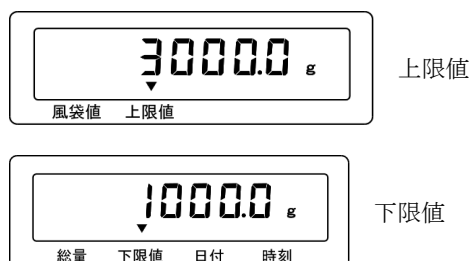 3000.0 g
上限値
風袋値 上限値
1000.0 g
下限値
総量 下限値 日付 時刻